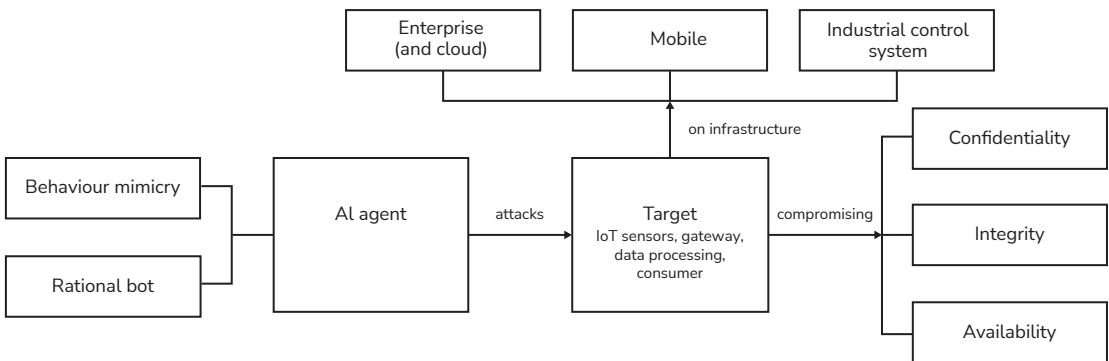 Enterprise
(and cloud)
Mobile
Industrial control
system
on infrastructure
Confidentiality
Behaviour mimicry
AI agent
attacks
Target
IoT sensors, gateway,
data processing,
consumer
compromising
Integrity
Rational bot
Availability